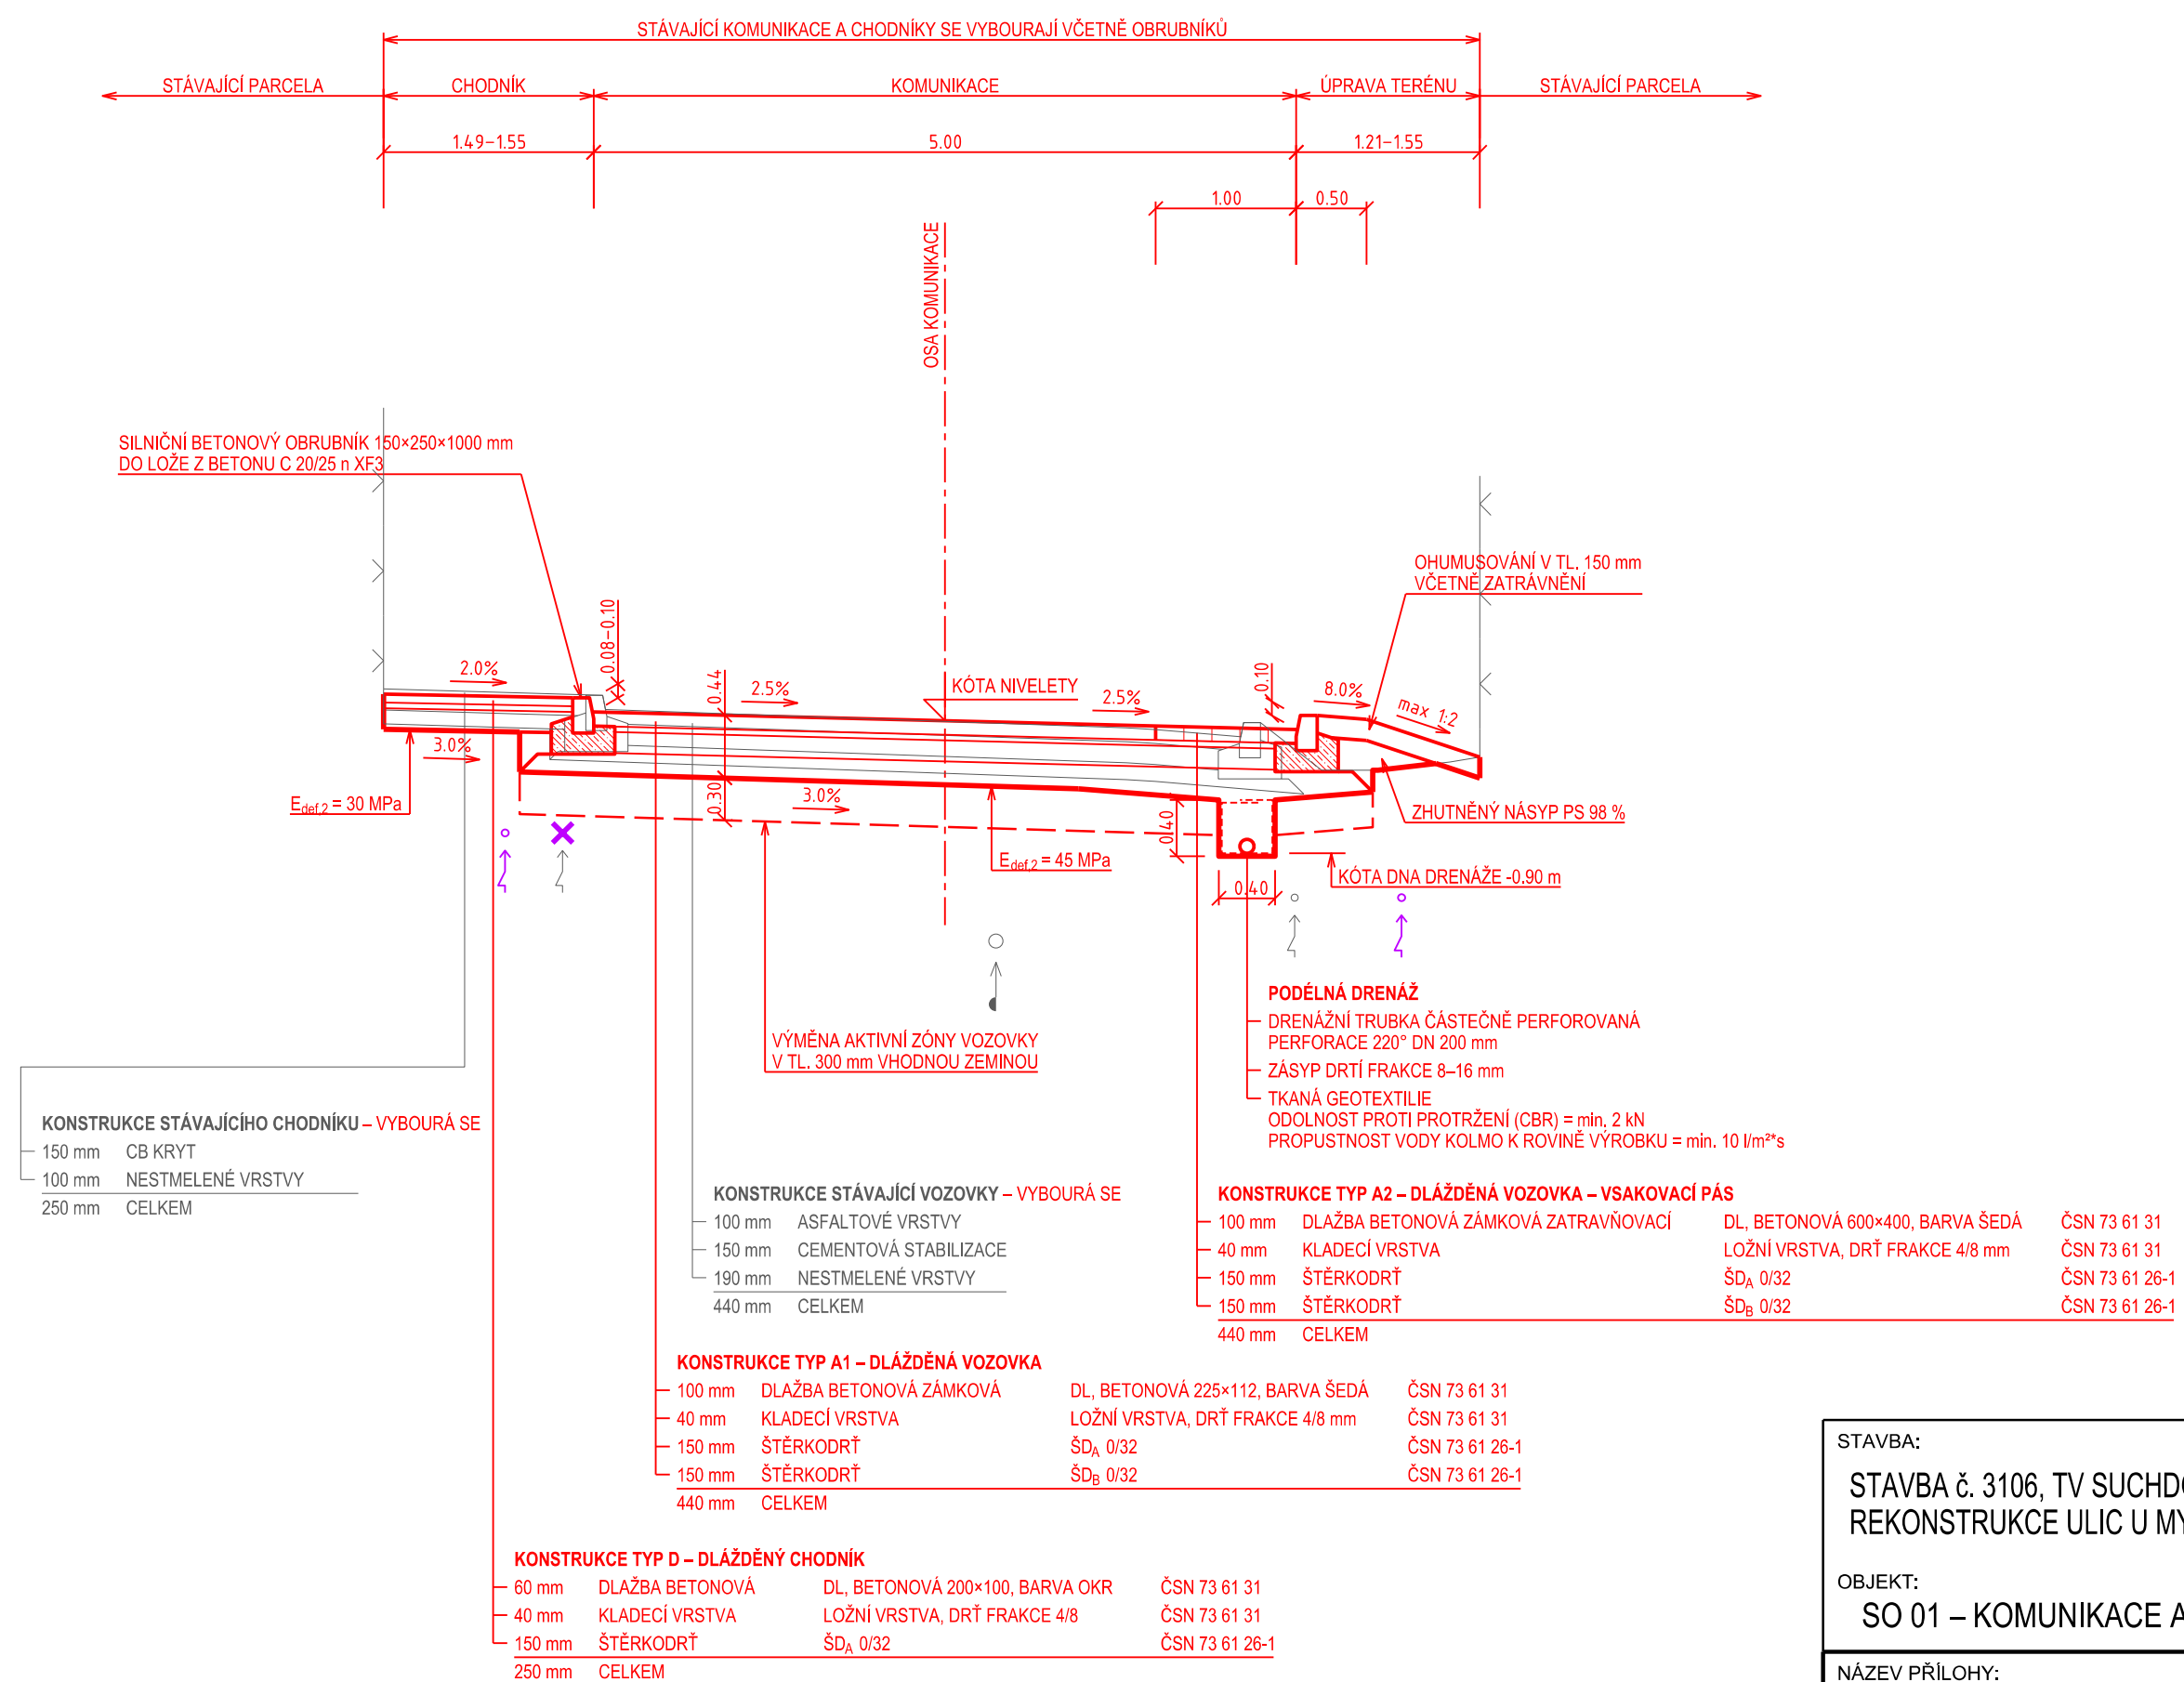 STÁVAJÍCÍ KOMUNIKACE A CHODNÍKY SE VYBOURAJÍ VČETNĚ OBRUBNÍKŮ
STÁVAJÍCÍ PARCELA
CHODNÍK
KOMUNIKACE
ÚPRAVA TERÉNU
STÁVAJÍCÍ PARCELA
1.49–1.55
5.00
1.21–1.55
1.00
0.50
OSA KOMUNIKACE
SILNIČNÍ BETONOVÝ OBRUBNÍK 150×250×1000 mm
DO LOŽE Z BETONU C 20/25 n XF3
OHUMUSOVÁNÍ V TL. 150 mm
VČETNĚ ZATRÁVNĚNÍ
2.0%
0.08–0.10
0.44
2.5%
KÓTA NIVELETY
2.5%
0.10
8.0%
max 1:2
3.0%
Edef,2 = 30 MPa
0.30
3.0%
Edef,2 = 45 MPa
0.40
0.40
ZHUTNĚNÝ NÁSYP PS 98 %
KÓTA DNA DRENÁŽE -0.90 m
VÝMĚNA AKTIVNÍ ZÓNY VOZOVKY
V TL. 300 mm VHODNOU ZEMINOU
PODÉLNÁ DRENÁŽ
DRENÁŽNÍ TRUBKA ČÁSTEČNĚ PERFOROVANÁ
PERFORACE 220° DN 200 mm
ZÁSYP DRTÍ FRAKCE 8–16 mm
TKANÁ GEOTEXTILIE
ODOLNOST PROTI PROTRŽENÍ (CBR) = min. 2 kN
PROPUSTNOST VODY KOLMO K ROVINĚ VÝROBKU = min. 10 l/m²*s
KONSTRUKCE STÁVAJÍCÍHO CHODNÍKU – VYBOURÁ SE
150 mm CB KRYT
100 mm NESTMELENÉ VRSTVY
250 mm CELKEM
KONSTRUKCE STÁVAJÍCÍ VOZOVKY – VYBOURÁ SE
100 mm ASFALTOVÉ VRSTVY
150 mm CEMENTOVÁ STABILIZACE
190 mm NESTMELENÉ VRSTVY
440 mm CELKEM
KONSTRUKCE TYP A2 – DLÁŽDĚNÁ VOZOVKA – VSAKOVACÍ PÁS
100 mm DLAŽBA BETONOVÁ ZÁMKOVÁ ZATRAVŇOVACÍ DL, BETONOVÁ 600×400, BARVA ŠEDÁ ČSN 73 61 31
40 mm KLADECÍ VRSTVA LOŽNÍ VRSTVA, DRŤ FRAKCE 4/8 mm ČSN 73 61 31
150 mm ŠTĚRKODRŤ ŠDA 0/32 ČSN 73 61 26-1
150 mm ŠTĚRKODRŤ ŠDB 0/32 ČSN 73 61 26-1
440 mm CELKEM
KONSTRUKCE TYP A1 – DLÁŽDĚNÁ VOZOVKA
100 mm DLAŽBA BETONOVÁ ZÁMKOVÁ DL, BETONOVÁ 225×112, BARVA ŠEDÁ ČSN 73 61 31
40 mm KLADECÍ VRSTVA LOŽNÍ VRSTVA, DRŤ FRAKCE 4/8 mm ČSN 73 61 31
150 mm ŠTĚRKODRŤ ŠDA 0/32 ČSN 73 61 26-1
150 mm ŠTĚRKODRŤ ŠDB 0/32 ČSN 73 61 26-1
440 mm CELKEM
KONSTRUKCE TYP D – DLÁŽDĚNÝ CHODNÍK
60 mm DLAŽBA BETONOVÁ DL, BETONOVÁ 200×100, BARVA OKR ČSN 73 61 31
40 mm KLADECÍ VRSTVA LOŽNÍ VRSTVA, DRŤ FRAKCE 4/8 ČSN 73 61 31
150 mm ŠTĚRKODRŤ ŠDA 0/32 ČSN 73 61 26-1
250 mm CELKEM
STAVBA:
STAVBA č. 3106, TV SUCHD
REKONSTRUKCE ULIC U MY
OBJEKT:
SO 01 – KOMUNIKACE A
NÁZEV PŘÍLOHY: